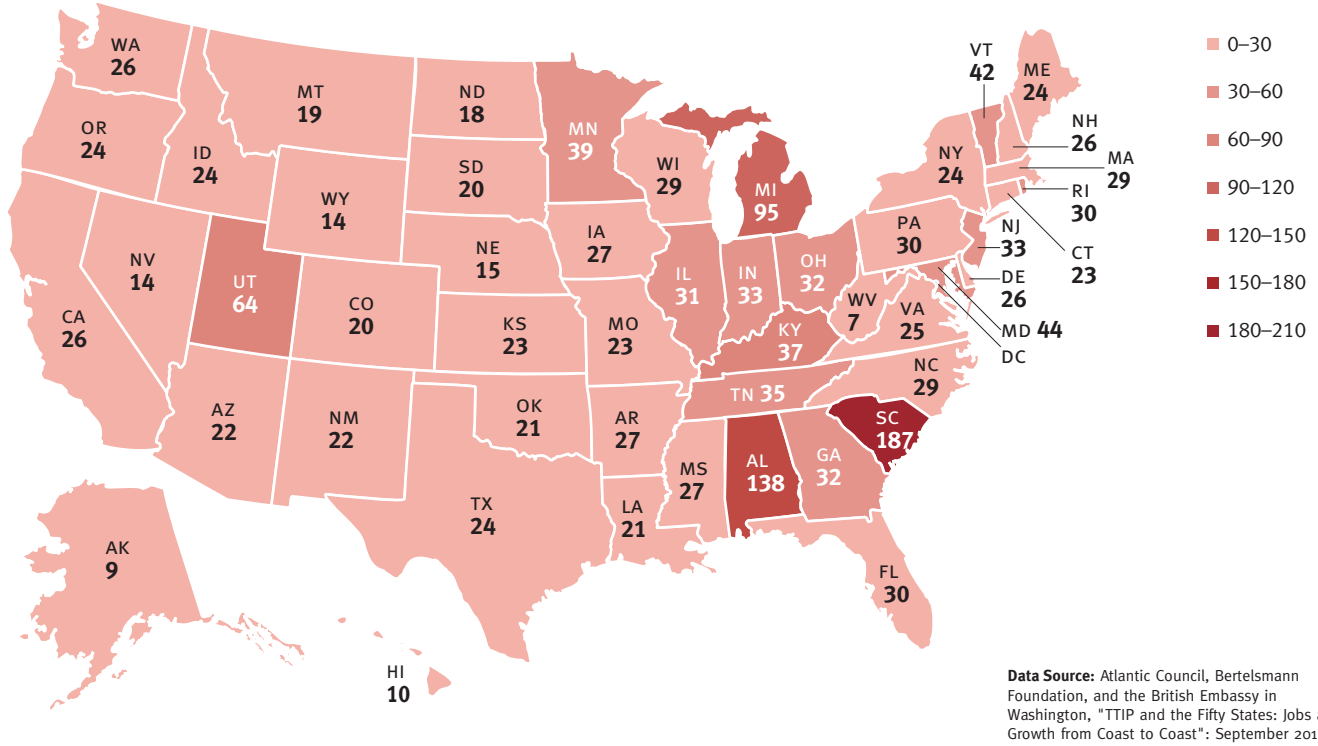 WA
26
OR
24
CA
26
NV
14
ID
24
MT
19
WY
14
UT
64
AZ
22
CO
20
NM
22
ND
18
SD
20
NE
15
KS
23
OK
21
TX
24
MN
39
IA
27
MO
23
AR
27
LA
21
WI
29
IL
31
MI
95
IN
33
OH
32
KY
37
TN 35
MS
27
AL
138
GA
32
FL
30
SC
187
NC
29
VA
25
WV
7
PA
30
NY
24
VT
42
ME
24
NH
26
MA
29
RI
30
CT
23
NJ
33
DE
26
MD 44
DC
AK
9
HI
10
0–30
30–60
60–90
90–120
120–150
150–180
180–210
Data Source: Atlantic Council, Bertelsmann
Foundation, and the British Embassy in
Washington, "TTIP and the Fifty States: Jobs
Growth from Coast to Coast": September